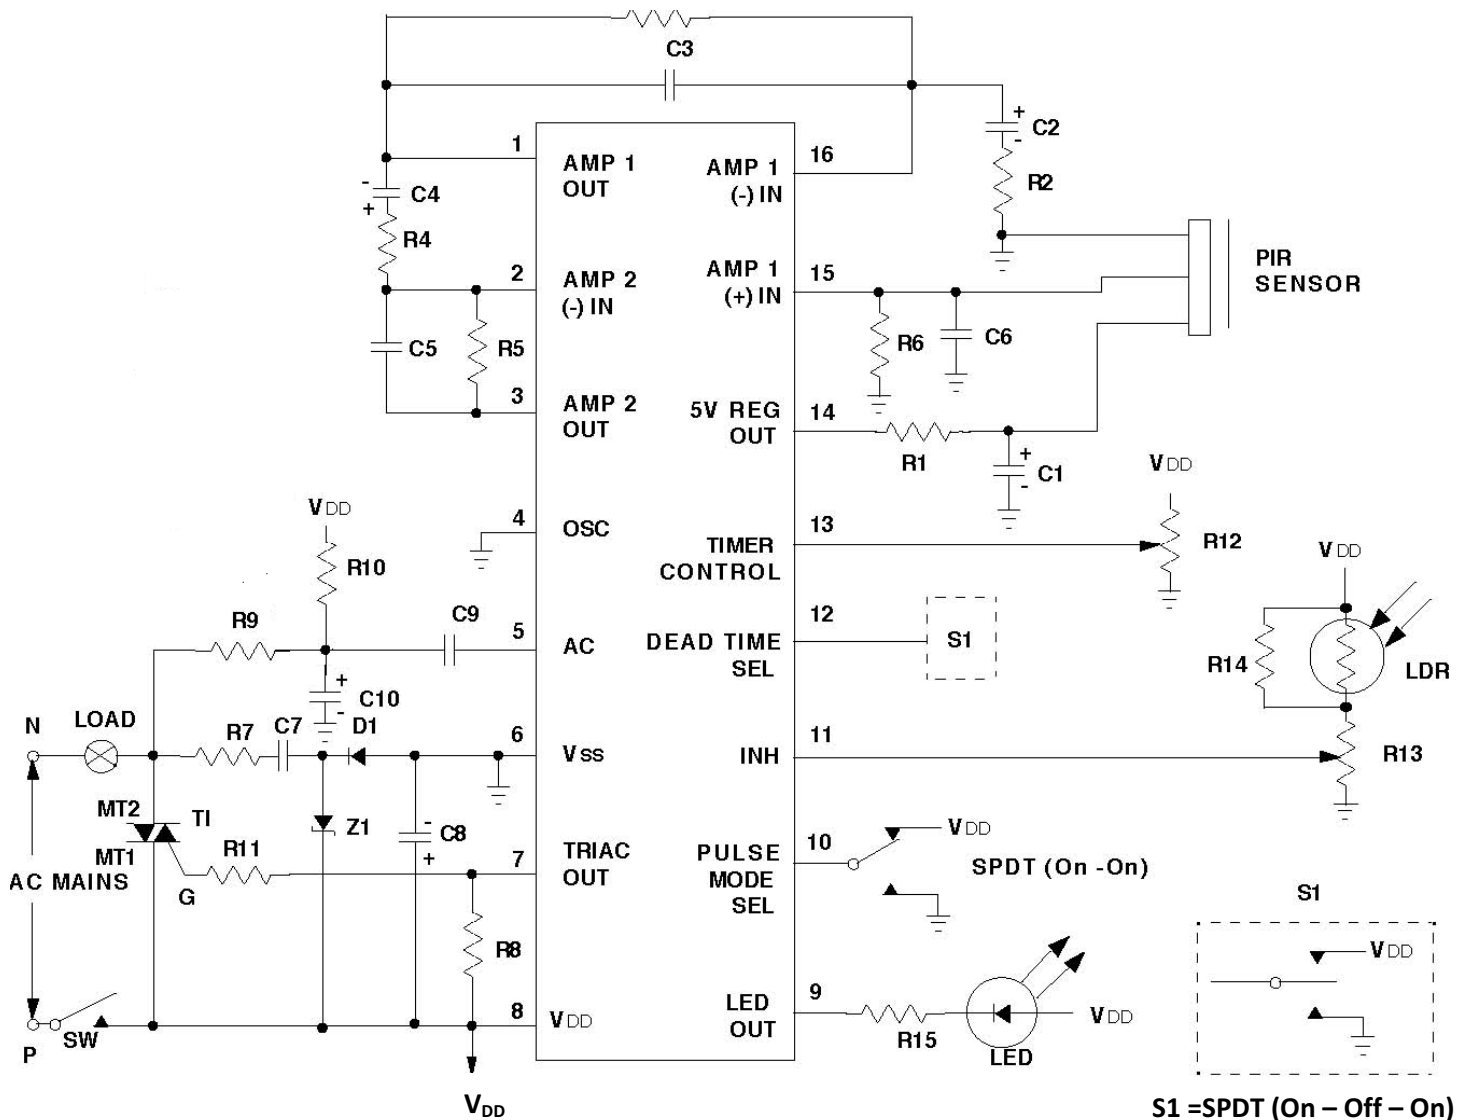 C3
+
C2
-
R2
1
AMP 1
OUT
AMP 1
(-) IN
16
-
C4
+
R4
2
AMP 2
(-) IN
AMP 1
(+) IN
15
PIR
SENSOR
C5
R5
R6
C6
3
AMP 2
OUT
5V REG
OUT
14
R1
+
C1
-
VDD
4
OSC
TIMER
CONTROL
13
VDD
R12
R10
R9
C9
5
AC
DEAD TIME
SEL
12
S1
VDD
R14
LDR
+
C10
-
N
LOAD
R7
C7
D1
6
VSS
INH
11
R13
MT2
TI
MT1
Z1
-
C8
+
AC MAINS
R11
G
7
TRIAC
OUT
PULSE
MODE
SEL
10
VDD
SPDT (On -On)
R8
S1
VDD
P
SW
8
VDD
LED
OUT
9
R15
LED
VDD
VDD
S1 =SPDT (On – Off – On)